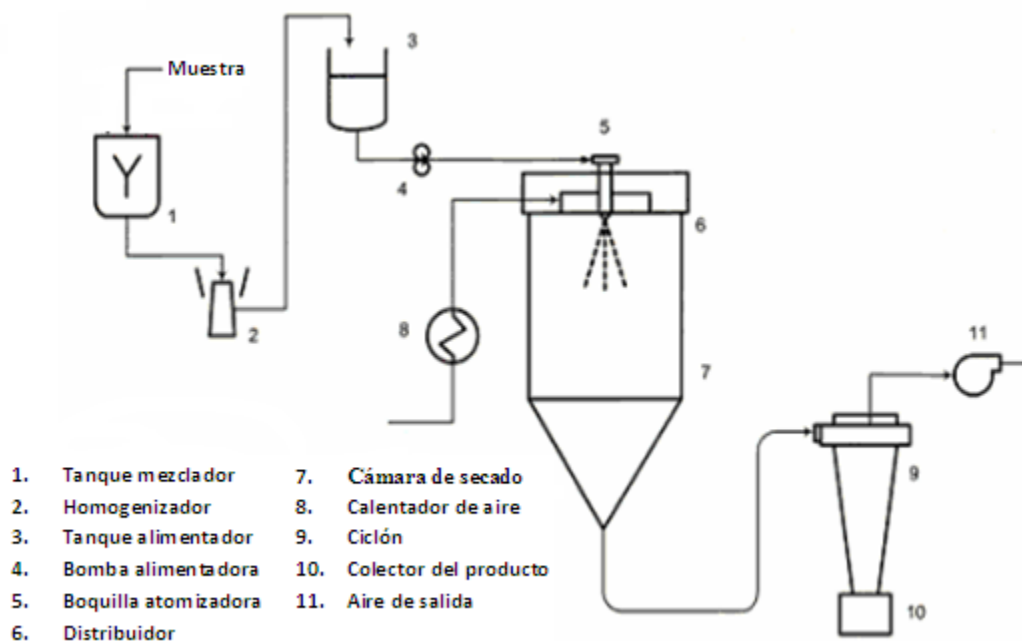 3
Muestra
5
4
1
6
2
8
11
7
9
10
1. Tanque mezclador
2. Homogenizador
3. Tanque alimentador
4. Bomba alimentadora
5. Boquilla atomizadora
6. Distribuidor
7. Cámara de secado
8. Calentador de aire
9. Ciclón
10. Colector del producto
11. Aire de salida